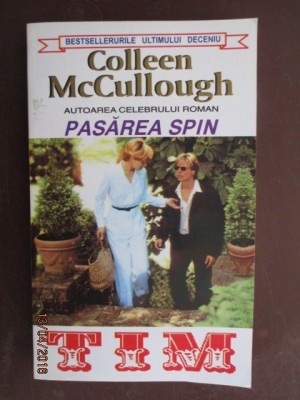 BESTSELLERURILE ULTIMULUI DECENIU
Colleen
McCullough
AUTOAREA CELEBRULUI ROMAN
PASĂREA SPIN
TIM
13/04/2018